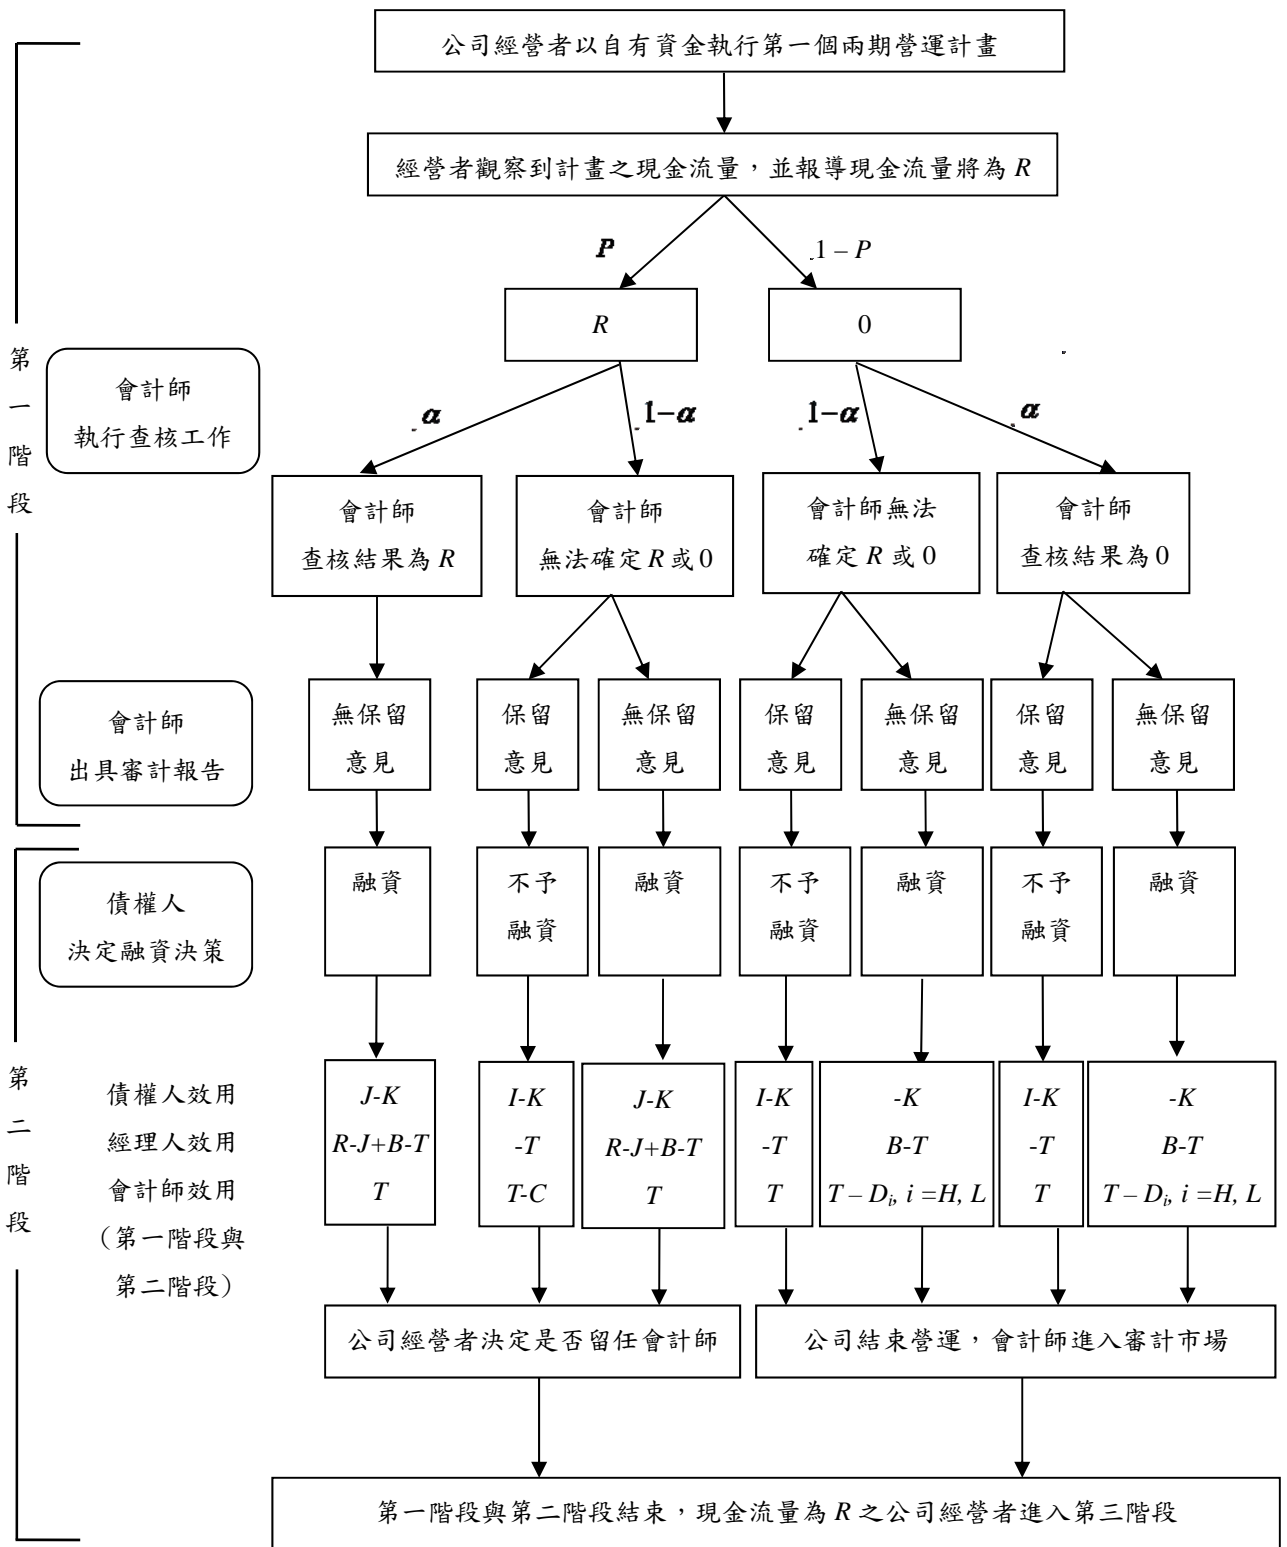 公司經營者以自有資金執行第一個兩期營運計畫
經營者觀察到計畫之現金流量，並報導現金流量將為 R
P
1 – P
R
0
第一階段
會計師
執行查核工作
α
1–α
1–α
α
會計師
查核結果為 R
會計師
無法確定 R 或 0
會計師無法
確定 R 或 0
會計師
查核結果為 0
會計師
出具審計報告
無保留
意見
保留
意見
無保留
意見
保留
意見
無保留
意見
保留
意見
無保留
意見
債權人
決定融資決策
融資
不予
融資
融資
不予
融資
融資
不予
融資
融資
第二階段
債權人效用
經理人效用
會計師效用
（第一階段與
第二階段）
J-K
R-J+B-T
T
I-K
-T
T-C
J-K
R-J+B-T
T
I-K
-T
T
-K
B-T
T – Di, i =H, L
I-K
-T
T
-K
B-T
T – Di, i =H, L
公司經營者決定是否留任會計師
公司結束營運，會計師進入審計市場
第一階段與第二階段結束，現金流量為 R 之公司經營者進入第三階段